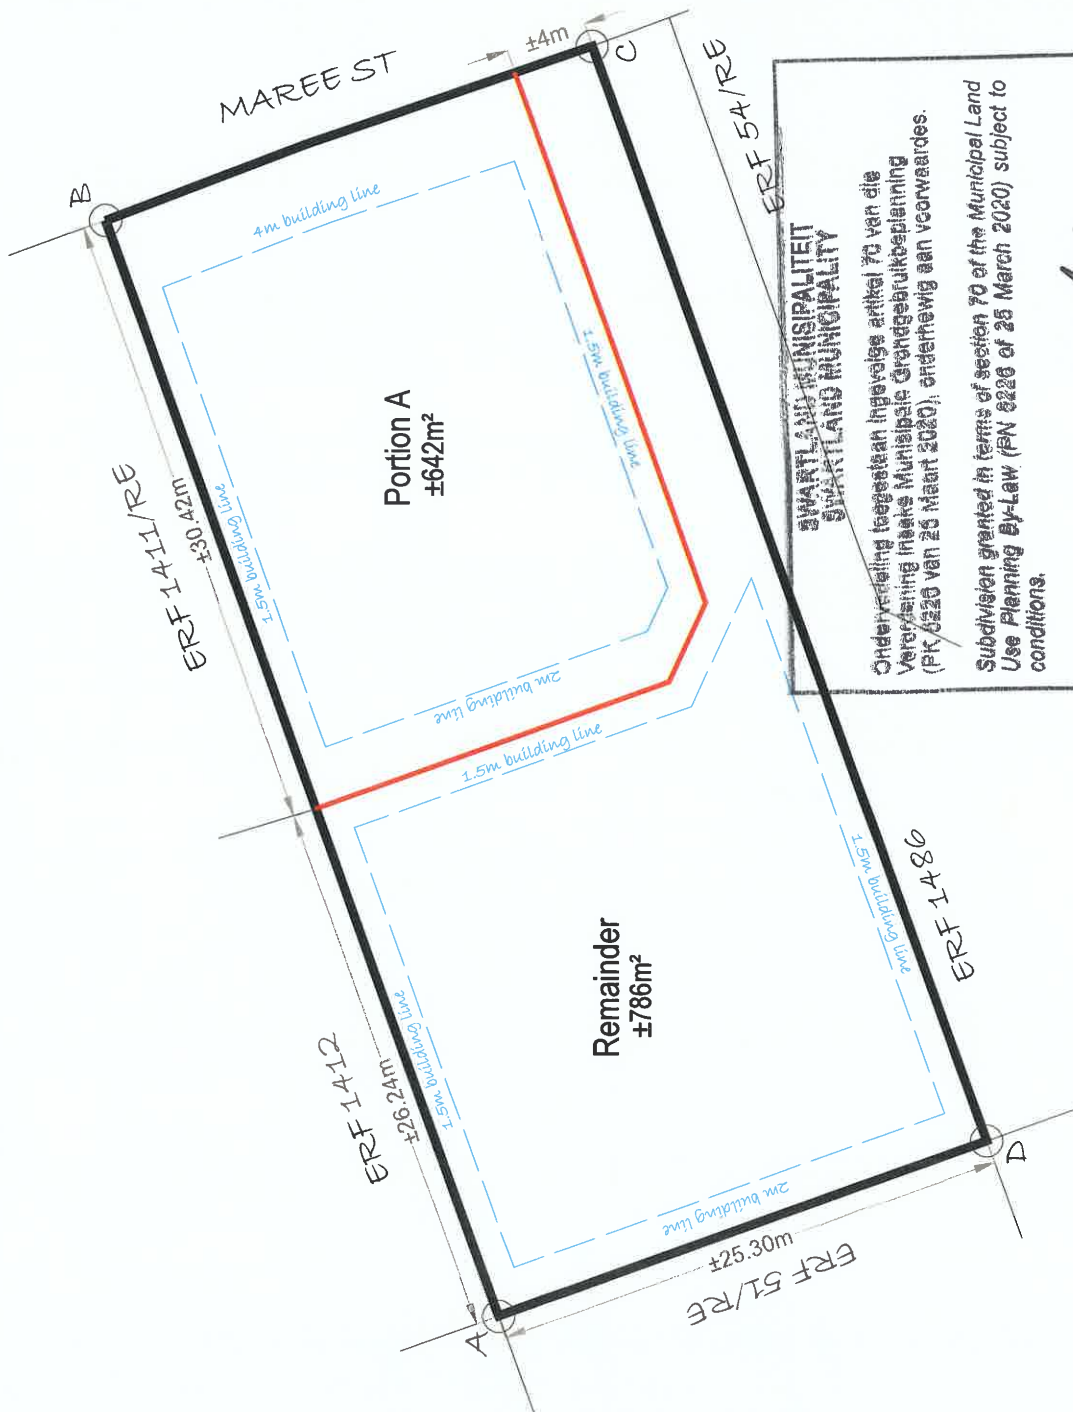 MAREE ST
±4m
B
C
ERF 54/RE
4m building line
1.5m building line
ERF 1411/RE
±30.42m
1.5m building line
Portion A
±642m²
2m building line
1.5m building line
ERF 1412
±26.24m
1.5m building line
Remainder
±786m²
1.5m building line
ERF 1486
2m building line
±25.30m
ERF 51/RE
A
D
SWARTLAND MUNISIPALITEIT
SWARTLAND MUNICIPALITY
Onderverdeling toegestaan ingevolge artikel 70 van die
Verordening insake Munisipale Grondgebruikbeplanning
(PK 8226 van 25 Maart 2020), onderhewig aan voorwaardes.
Subdivision granted in terms of section 70 of the Municipal Land
Use Planning By-Law (PN 8226 of 25 March 2020) subject to
conditions.